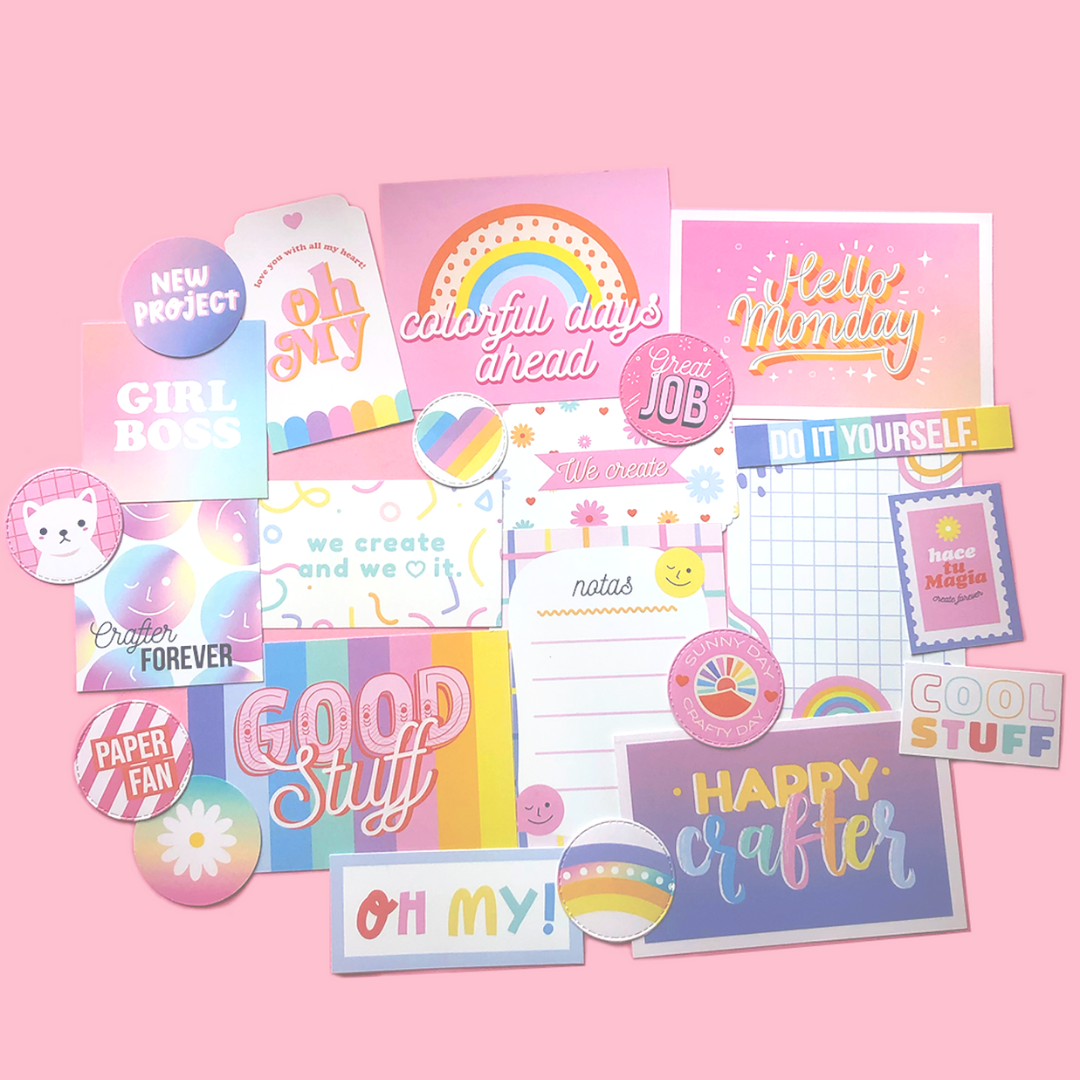 NEW
PROJECT
love you with all my heart!
oh
My
colorful days
ahead
Hello
Monday
GIRL
BOSS
Great
JOB
We create
DO IT YOURSELF.
we create
and we ♡ it.
notas
hace
tu
Magia
create forever
Crafter
FOREVER
SUNNY DAY
CRAFTY DAY
COOL
STUFF
GOOD
Stuff
PAPER
FAN
HAPPY
crafter
OH MY!